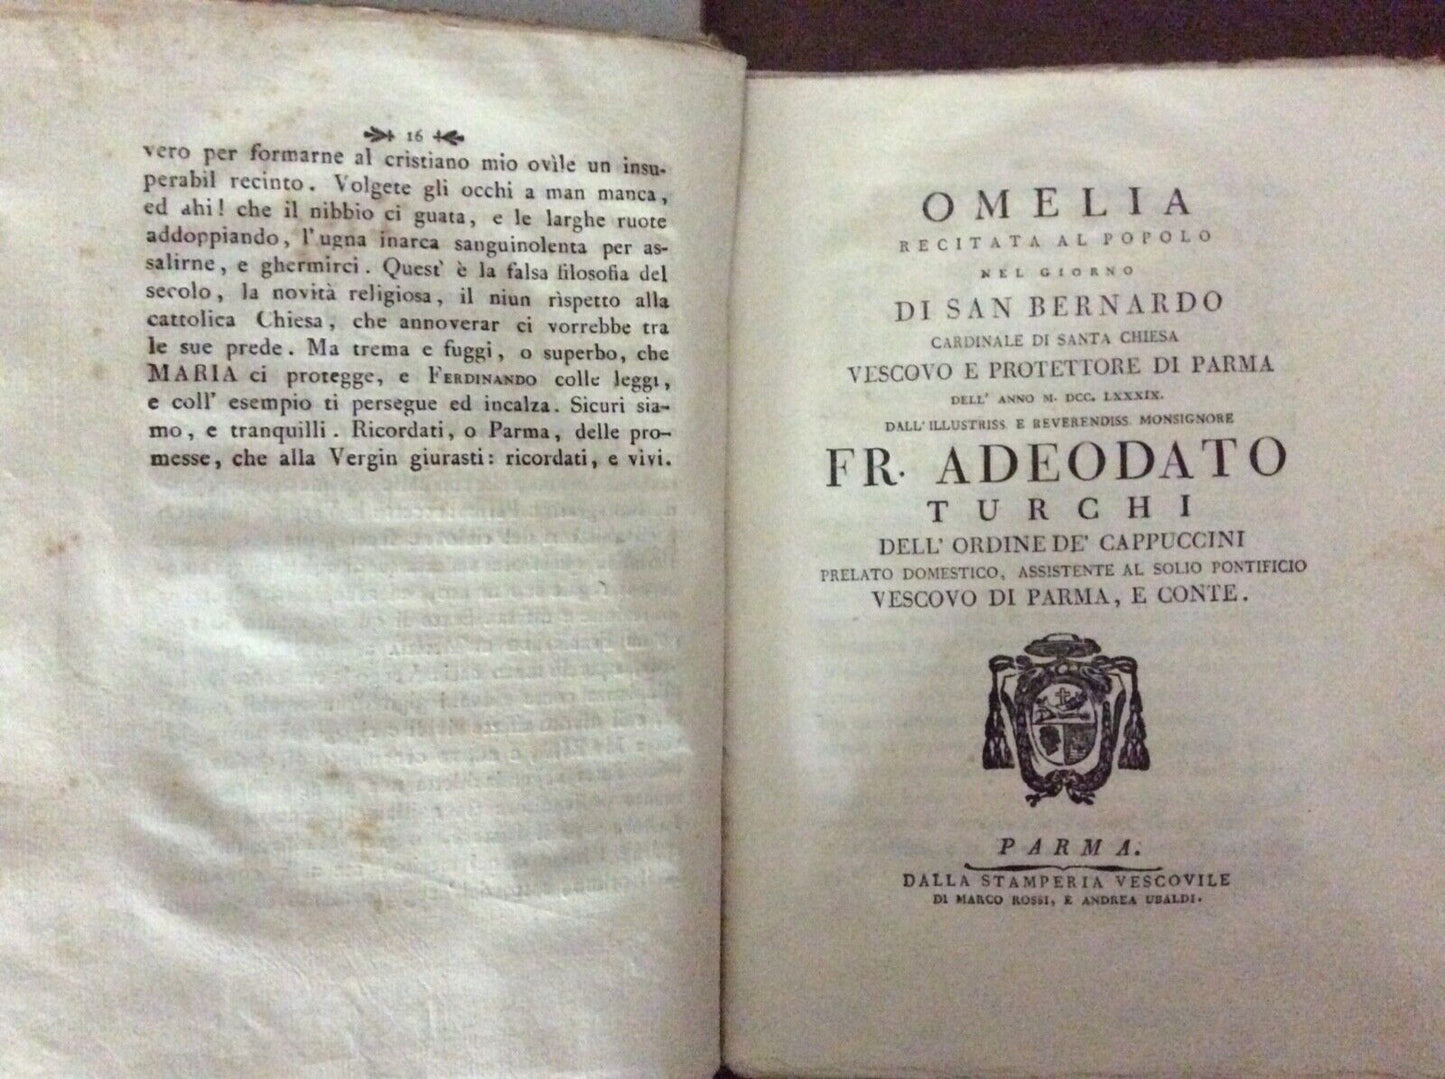 16
vero per formarne al cristiano mio ovìle un insu-
perabil recinto. Volgete gli occhi a man manca,
ed ahi! che il nibbio ci guata, e le larghe ruote
addoppiando, l'ugna inarca sanguinolenta per as-
salirne, e ghermirci. Quest' è la falsa filosofia del
secolo, la novità religiosa, il niun rispetto alla
cattolica Chiesa, che annoverar ci vorrebbe tra
le sue prede. Ma trema e fuggi, o superbo, che
MARIA ci protegge, e FERDINANDO colle leggi,
e coll' esempio ti persegue ed incalza. Sicuri sia-
mo, e tranquilli. Ricordati, o Parma, delle pro-
messe, che alla Vergin giurasti: ricordati, e vivi.
OMELIA
RECITATA AL POPOLO
NEL GIORNO
DI SAN BERNARDO
CARDINALE DI SANTA CHIESA
VESCOVO E PROTETTORE DI PARMA
DELL' ANNO M. DCC. LXXXIX.
DALL' ILLUSTRISS. E REVERENDISS. MONSIGNORE
FR. ADEODATO
TURCHI
DELL' ORDINE DE' CAPPUCCINI
PRELATO DOMESTICO, ASSISTENTE AL SOLIO PONTIFICIO
VESCOVO DI PARMA, E CONTE.
PARMA.
DALLA STAMPERIA VESCOVILE
DI MARCO ROSSI, E ANDREA UBALDI.